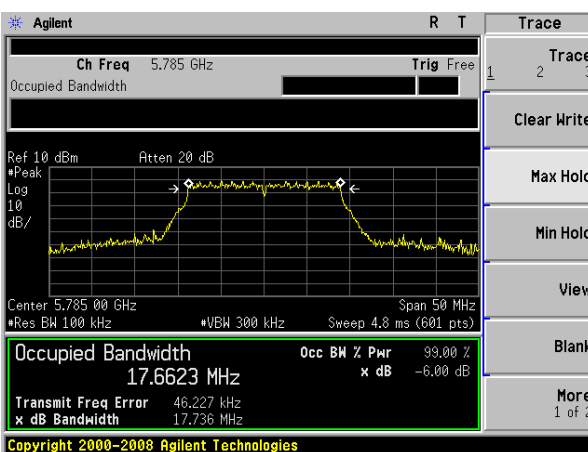 Agilent R T Trace
Ch Freq 5.785 GHz Trig Free
Occupied Bandwidth
Trace
1 2 3
Clear Write
Max Hold
Min Hold
View
Blank
More
1 of 2
Ref 10 dBm Atten 20 dB
#Peak
Log
10
dB/
Center 5.785 00 GHz Span 50 MHz
#Res BW 100 kHz #VBW 300 kHz Sweep 4.8 ms (601 pts)
Occupied Bandwidth Occ BW % Pwr 99.00 %
17.6623 MHz x dB -6.00 dB
Transmit Freq Error 46.227 kHz
x dB Bandwidth 17.736 MHz
Copyright 2000-2008 Agilent Technologies